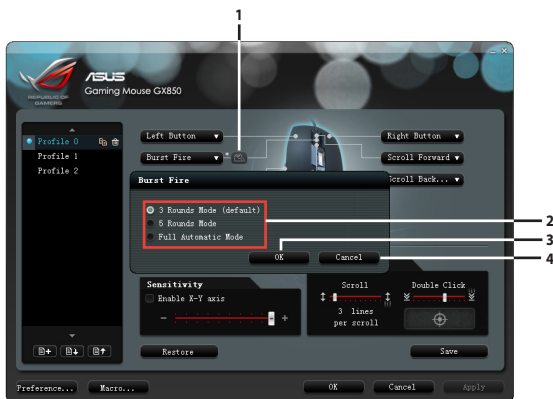 1
ASUS
Gaming Mouse GX850
REPUBLIC OF
GAMERS
Profile 0
Profile 1
Profile 2
Left Button
Right Button
Burst Fire
Scroll Forward
Scroll Back...
Burst Fire
3 Rounds Mode (default)
5 Rounds Mode
Full Automatic Mode
2
OK
Cancel
3
4
Sensitivity
Enable X-Y axis
Scroll
3 lines
per scroll
Double Click
Restore
Save
Preference...
Macro...
OK
Cancel
Apply